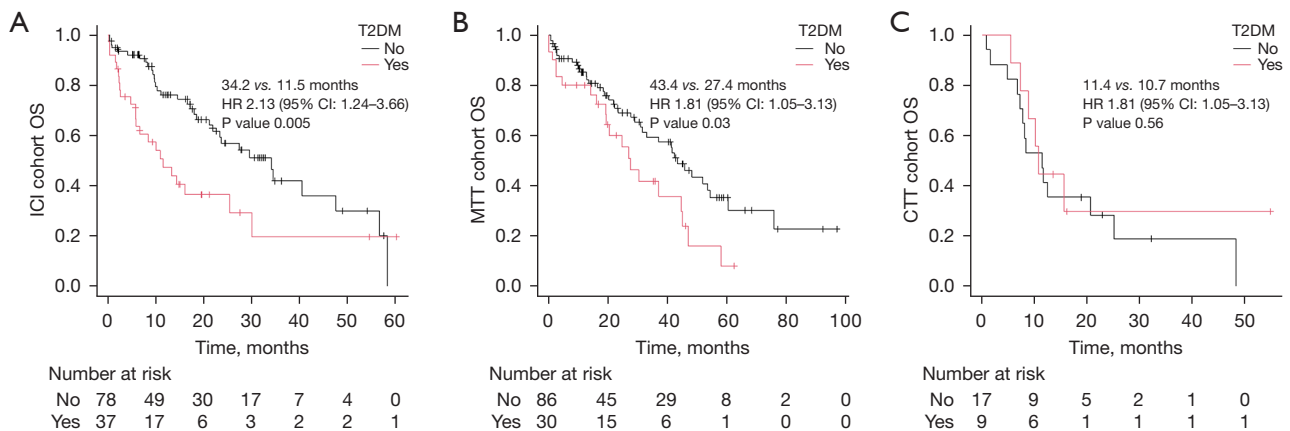 A
T2DM
No
Yes
34.2 vs. 11.5 months
HR 2.13 (95% CI: 1.24–3.66)
P value 0.005
ICI cohort OS
1.0
0.8
0.6
0.4
0.2
0.0
0 10 20 30 40 50 60
Time, months
Number at risk
No 78 49 30 17 7 4 0
Yes 37 17 6 3 2 2 1
B
T2DM
No
Yes
43.4 vs. 27.4 months
HR 1.81 (95% CI: 1.05–3.13)
P value 0.03
MTT cohort OS
1.0
0.8
0.6
0.4
0.2
0.0
0 20 40 60 80 100
Time, months
Number at risk
No 86 45 29 8 2 0
Yes 30 15 6 1 0 0
C
T2DM
No
Yes
11.4 vs. 10.7 months
HR 1.81 (95% CI: 1.05–3.13)
P value 0.56
CTT cohort OS
1.0
0.8
0.6
0.4
0.2
0.0
0 10 20 30 40 50
Time, months
Number at risk
No 17 9 5 2 1 0
Yes 9 6 1 1 1 1